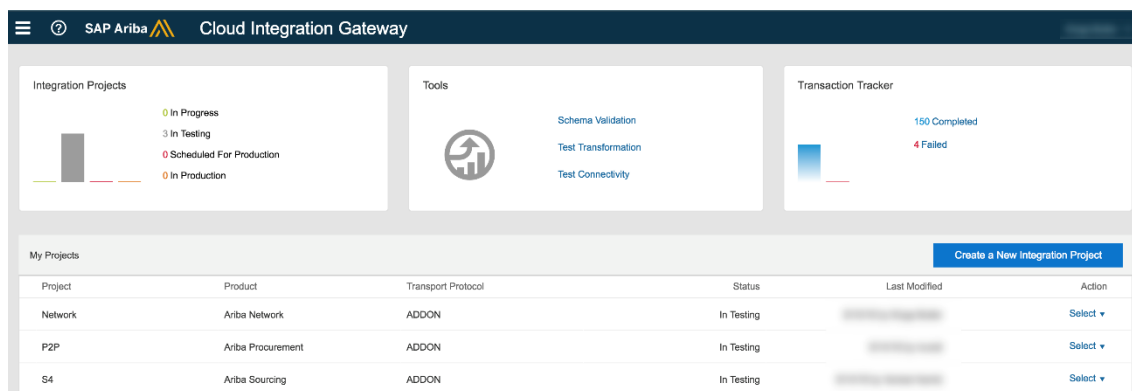 SAP Ariba Cloud Integration Gateway
Integration Projects
0 In Progress
3 In Testing
0 Scheduled For Production
0 In Production
Tools
Schema Validation
Test Transformation
Test Connectivity
Transaction Tracker
150 Completed
4 Failed
My Projects Create a New Integration Project
Project Product Transport Protocol Status Last Modified Action
Network Ariba Network ADDON In Testing Select
P2P Ariba Procurement ADDON In Testing Select
S4 Ariba Sourcing ADDON In Testing Select